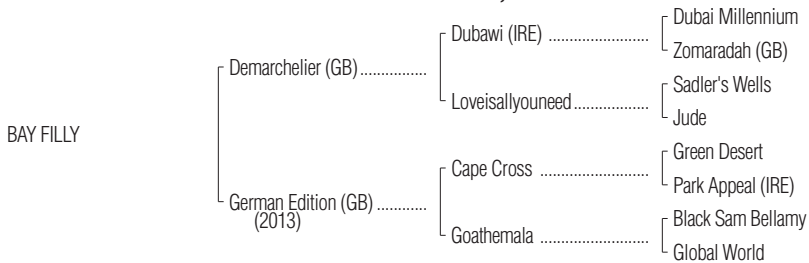 Dubai Millennium
Dubawi (IRE) .........................
Zomaradah (GB)
Demarchelier (GB)................
Sadler's Wells
Loveisallyouneed...................
Jude
BAY FILLY
Green Desert
Cape Cross ...........................
Park Appeal (IRE)
German Edition (GB) ............
(2013)
Black Sam Bellamy
Goathemala ...........................
Global World